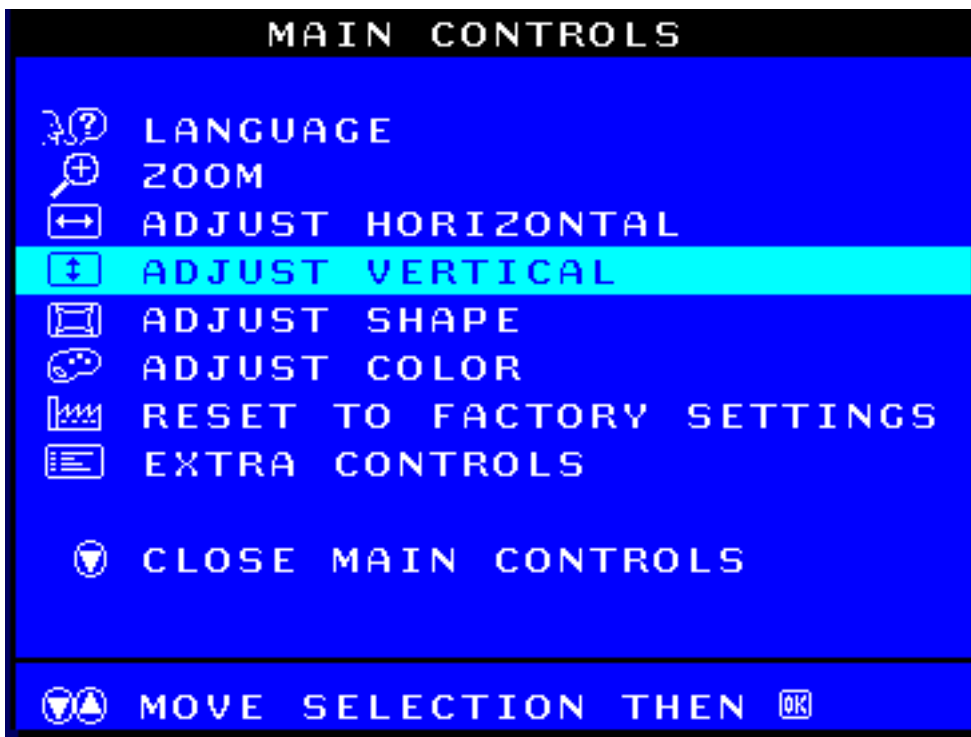 MAIN CONTROLS
LANGUAGE
ZOOM
ADJUST HORIZONTAL
ADJUST VERTICAL
ADJUST SHAPE
ADJUST COLOR
RESET TO FACTORY SETTINGS
EXTRA CONTROLS
CLOSE MAIN CONTROLS
MOVE SELECTION THEN OK